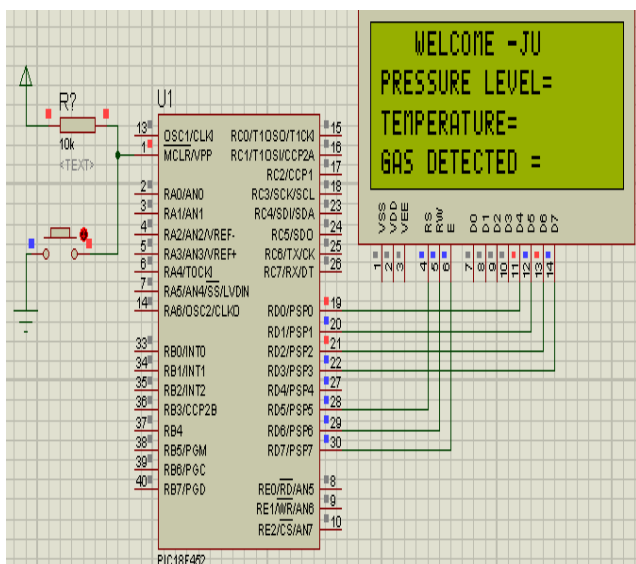 WELCOME -JU
PRESSURE LEVEL=
TEMPERATURE=
GAS DETECTED =
R?
10k
<TEXT>
U1
13 OSC1/CLKI RC0/T1OSO/T1CKI 15
1 MCLR/VPP RC1/T1OSI/CCP2A 16
RC2/CCP1 17
2 RA0/AN0 RC3/SCK/SCL 18
3 RA1/AN1 RC4/SDI/SDA 23
4 RA2/AN2/VREF- RC5/SDO 24
5 RA3/AN3/VREF+ RC6/TX/CK 25
6 RA4/T0CKI RC7/RX/DT 26
7 RA5/AN4/SS/LVDIN
14 RA6/OSC2/CLKO RD0/PSP0 19
RD1/PSP1 20
33 RB0/INT0 RD2/PSP2 21
34 RB1/INT1 RD3/PSP3 22
35 RB2/INT2 RD4/PSP4 27
36 RB3/CCP2B RD5/PSP5 28
37 RB4 RD6/PSP6 29
38 RB5/PGM RD7/PSP7 30
39 RB6/PGC
40 RB7/PGD RE0/RD/AN5 8
RE1/WR/AN6 9
RE2/CS/AN7 10
PIC18F452
VSS VDD VEE RS RW E D0 D1 D2 D3 D4 D5 D6 D7
1 2 3 4 5 6 7 8 9 10 11 12 13 14